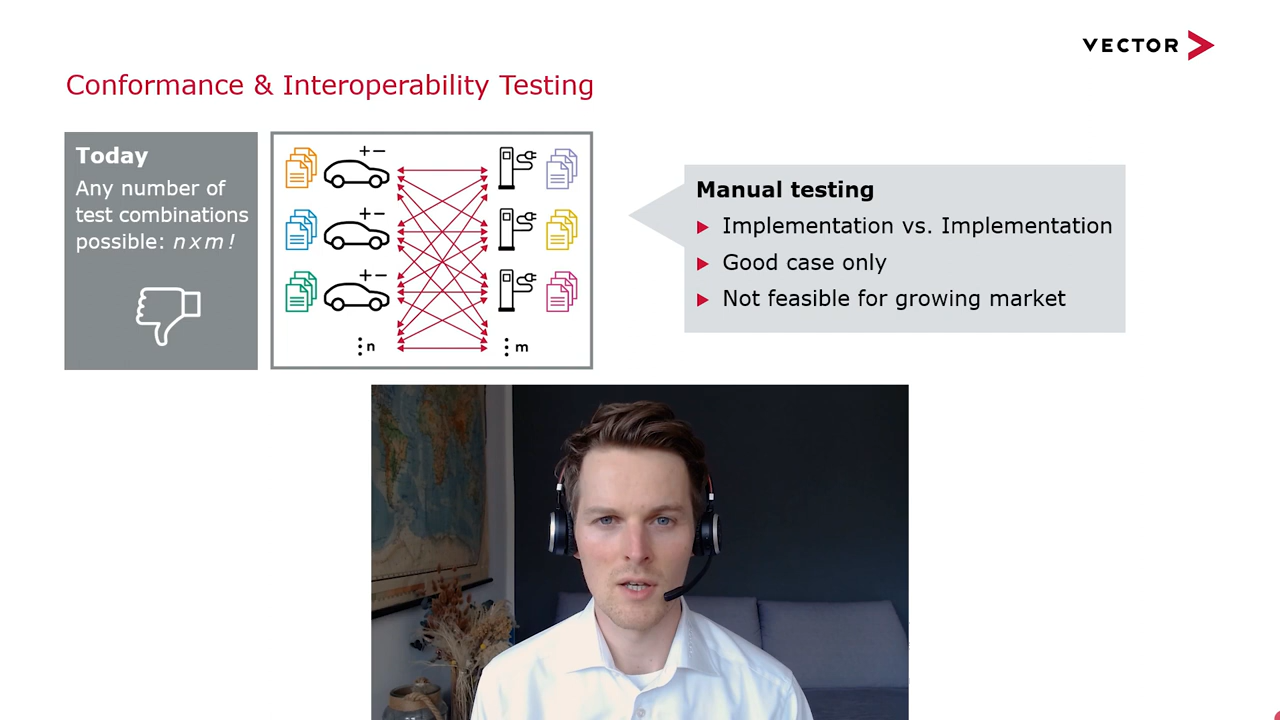 VECTOR
Conformance & Interoperability Testing
Today
Any number of
test combinations
possible: n x m !
n
m
Manual testing
Implementation vs. Implementation
Good case only
Not feasible for growing market